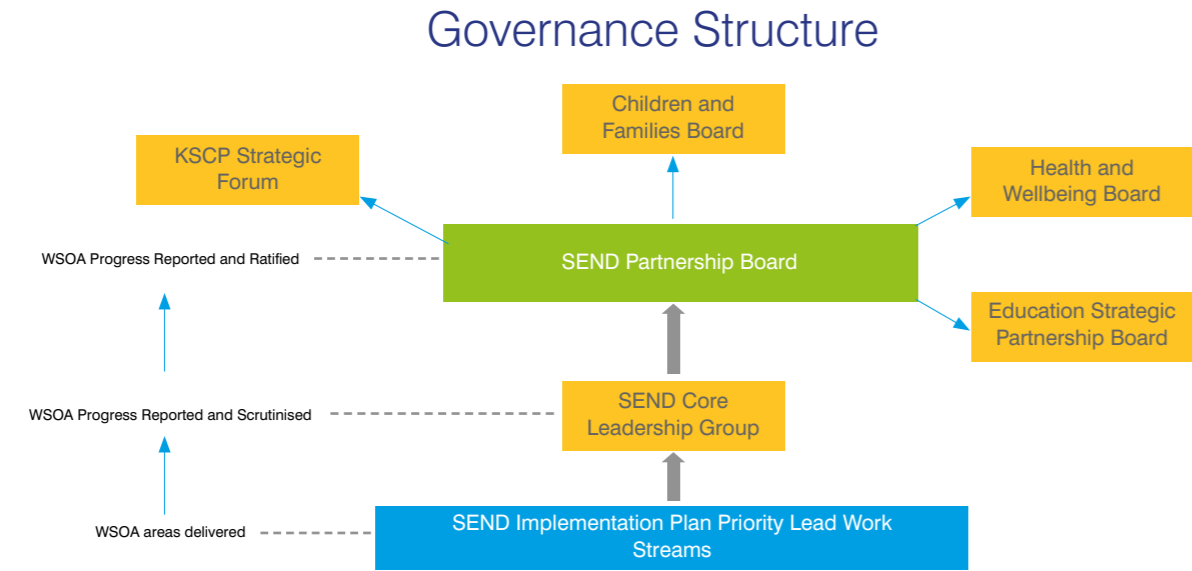 Governance Structure
Children and
Families Board
KSCP Strategic
Forum
Health and
Wellbeing Board
WSOA Progress Reported and Ratified
SEND Partnership Board
Education Strategic
Partnership Board
WSOA Progress Reported and Scrutinised
SEND Core
Leadership Group
WSOA areas delivered
SEND Implementation Plan Priority Lead Work
Streams